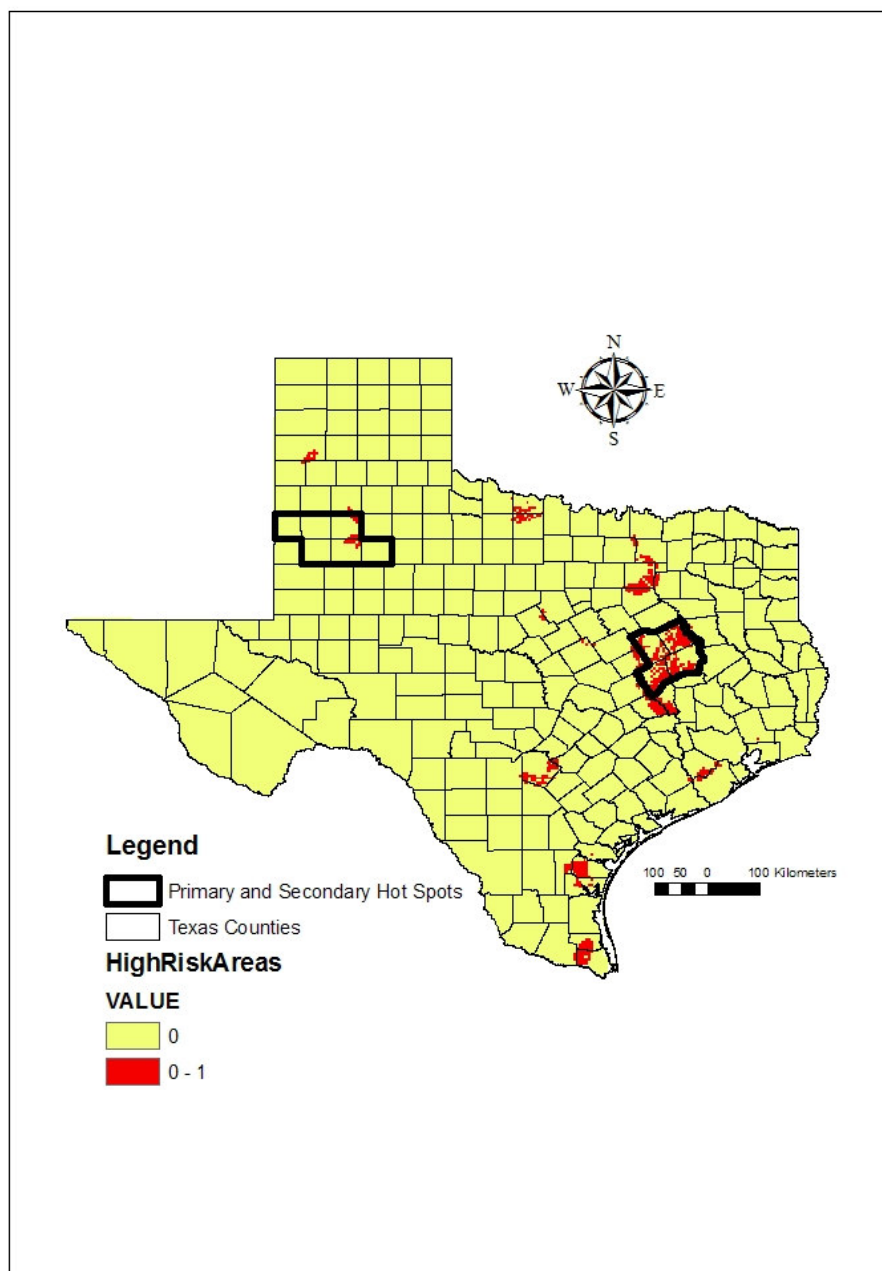 N
W E
S
Legend
Primary and Secondary Hot Spots
Texas Counties
HighRiskAreas
VALUE
0
0 - 1
100 50 0 100 Kilometers